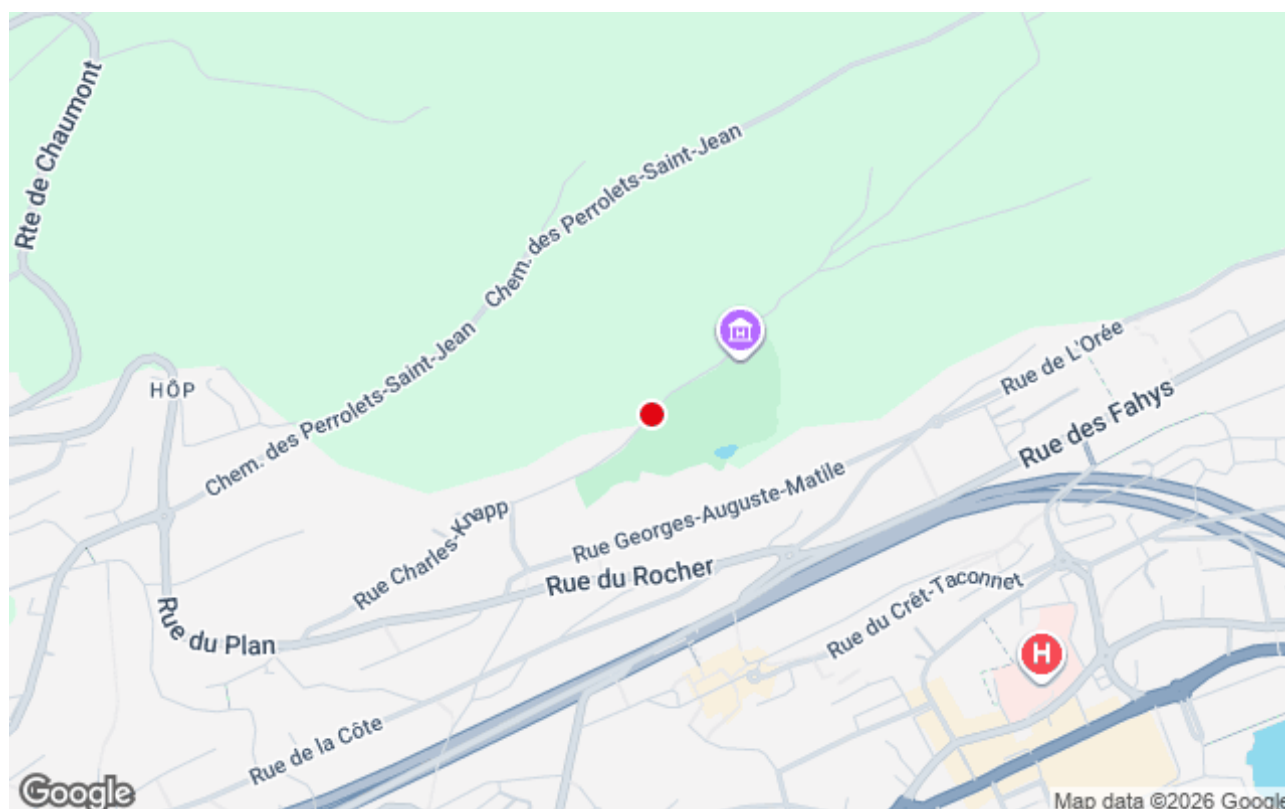 Rte de Chaumont
Chem. des Perrolets-Saint-Jean
Chem. des Perrolets-Saint-Jean
HÔP
Chem. des Perrolets-Saint-Jean
Rue de L'Orée
Rue des Fahys
Rue Georges-Auguste-Matile
Rue Charles-Knapp
Rue du Rocher
Rue du Crêt-Taconnet
Rue du Plan
H
Rue de la Côte
Google
Map data ©2026 Google